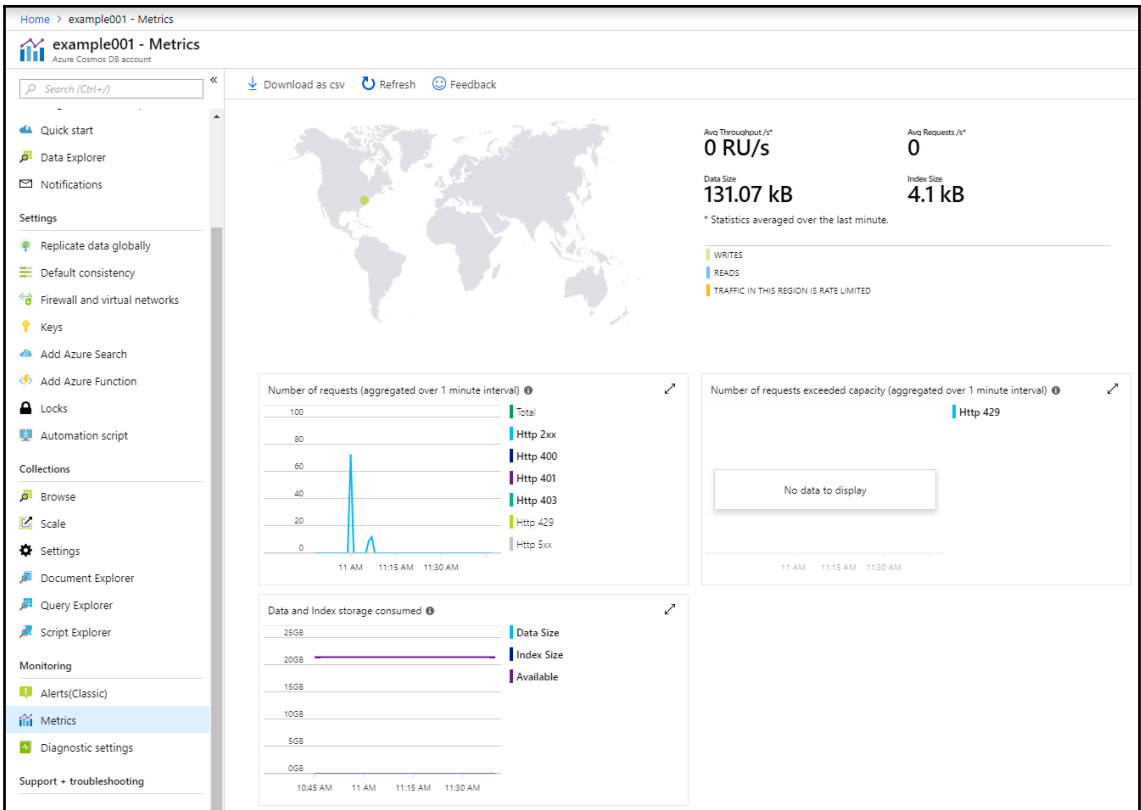 Home > example001 - Metrics
example001 - Metrics
Azure Cosmos DB account
Search (Ctrl+/)
«
Quick start
Data Explorer
Notifications
Settings
Replicate data globally
Default consistency
Firewall and virtual networks
Keys
Add Azure Search
Add Azure Function
Locks
Automation script
Collections
Browse
Scale
Settings
Document Explorer
Query Explorer
Script Explorer
Monitoring
Alerts(Classic)
Metrics
Diagnostic settings
Support + troubleshooting
Download as csv Refresh Feedback
Avg Throughput /s*
0 RU/s
Avg Requests /s*
0
Data Size
131.07 kB
Index Size
4.1 kB
* Statistics averaged over the last minute.
WRITES
READS
TRAFFIC IN THIS REGION IS RATE LIMITED
Number of requests (aggregated over 1 minute interval)
100
80
60
40
20
0
11 AM 11:15 AM 11:30 AM
Total
Http 2xx
Http 400
Http 401
Http 403
Http 429
Http 5xx
Number of requests exceeded capacity (aggregated over 1 minute interval)
Http 429
No data to display
11 AM 11:15 AM 11:30 AM
Data and Index storage consumed
25GB
20GB
15GB
10GB
5GB
0GB
10:45 AM 11 AM 11:15 AM 11:30 AM
Data Size
Index Size
Available